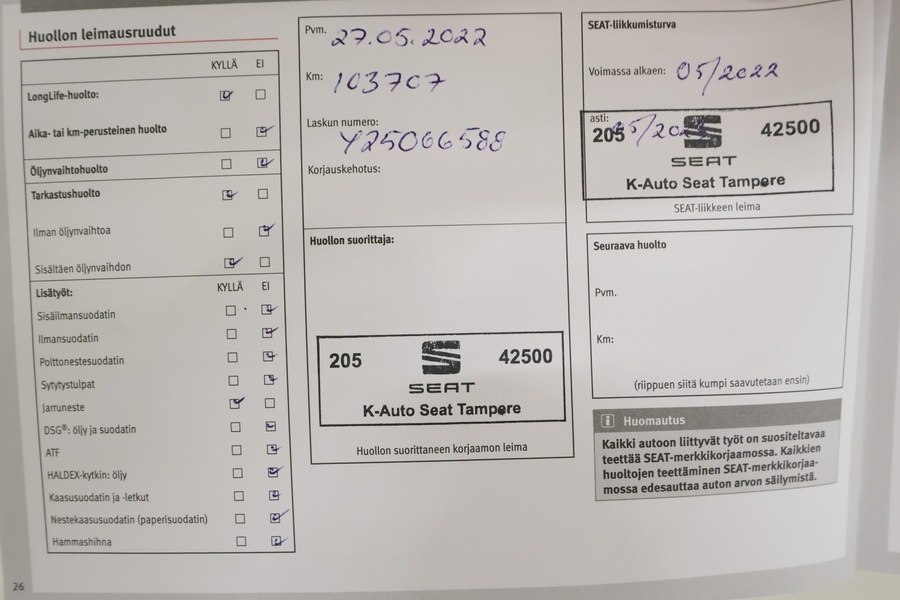 Huollon leimausruudut
KYLLÄ EI
LongLife-huolto:
Aika- tai km-perusteinen huolto
Öljynvaihtohuolto
Tarkastushuolto
Ilman öljynvaihtoa
Sisältäen öljynvaihdon
Lisätyöt: KYLLÄ EI
Sisäilmansuodatin
Ilmansuodatin
Polttonestesuodatin
Sytytystulpat
Jarruneste
DSG®: öljy ja suodatin
ATF
HALDEX-kytkin: öljy
Kaasusuodatin ja -letkut
Nestekaasusuodatin (paperisuodatin)
Hammashihna
26
Pvm. 27.05.2022
Km: 103707
Laskun numero:
Y25066588
Korjauskehotus:
Huollon suorittaja:
205 42500
SEAT
K-Auto Seat Tampere
Huollon suorittaneen korjaamon leima
SEAT-liikkumisturva
Voimassa alkaen: 05/2022
asti:
205 42500
SEAT
K-Auto Seat Tampere
SEAT-liikkeen leima
Seuraava huolto
Pvm.
Km:
(riippuen siitä kumpi saavutetaan ensin)
i Huomautus
Kaikki autoon liittyvät työt on suositeltavaa
teettää SEAT-merkkikorjaamossa. Kaikkien
huoltojen teettäminen SEAT-merkkikorjaa-
mossa edesauttaa auton arvon säilymistä.